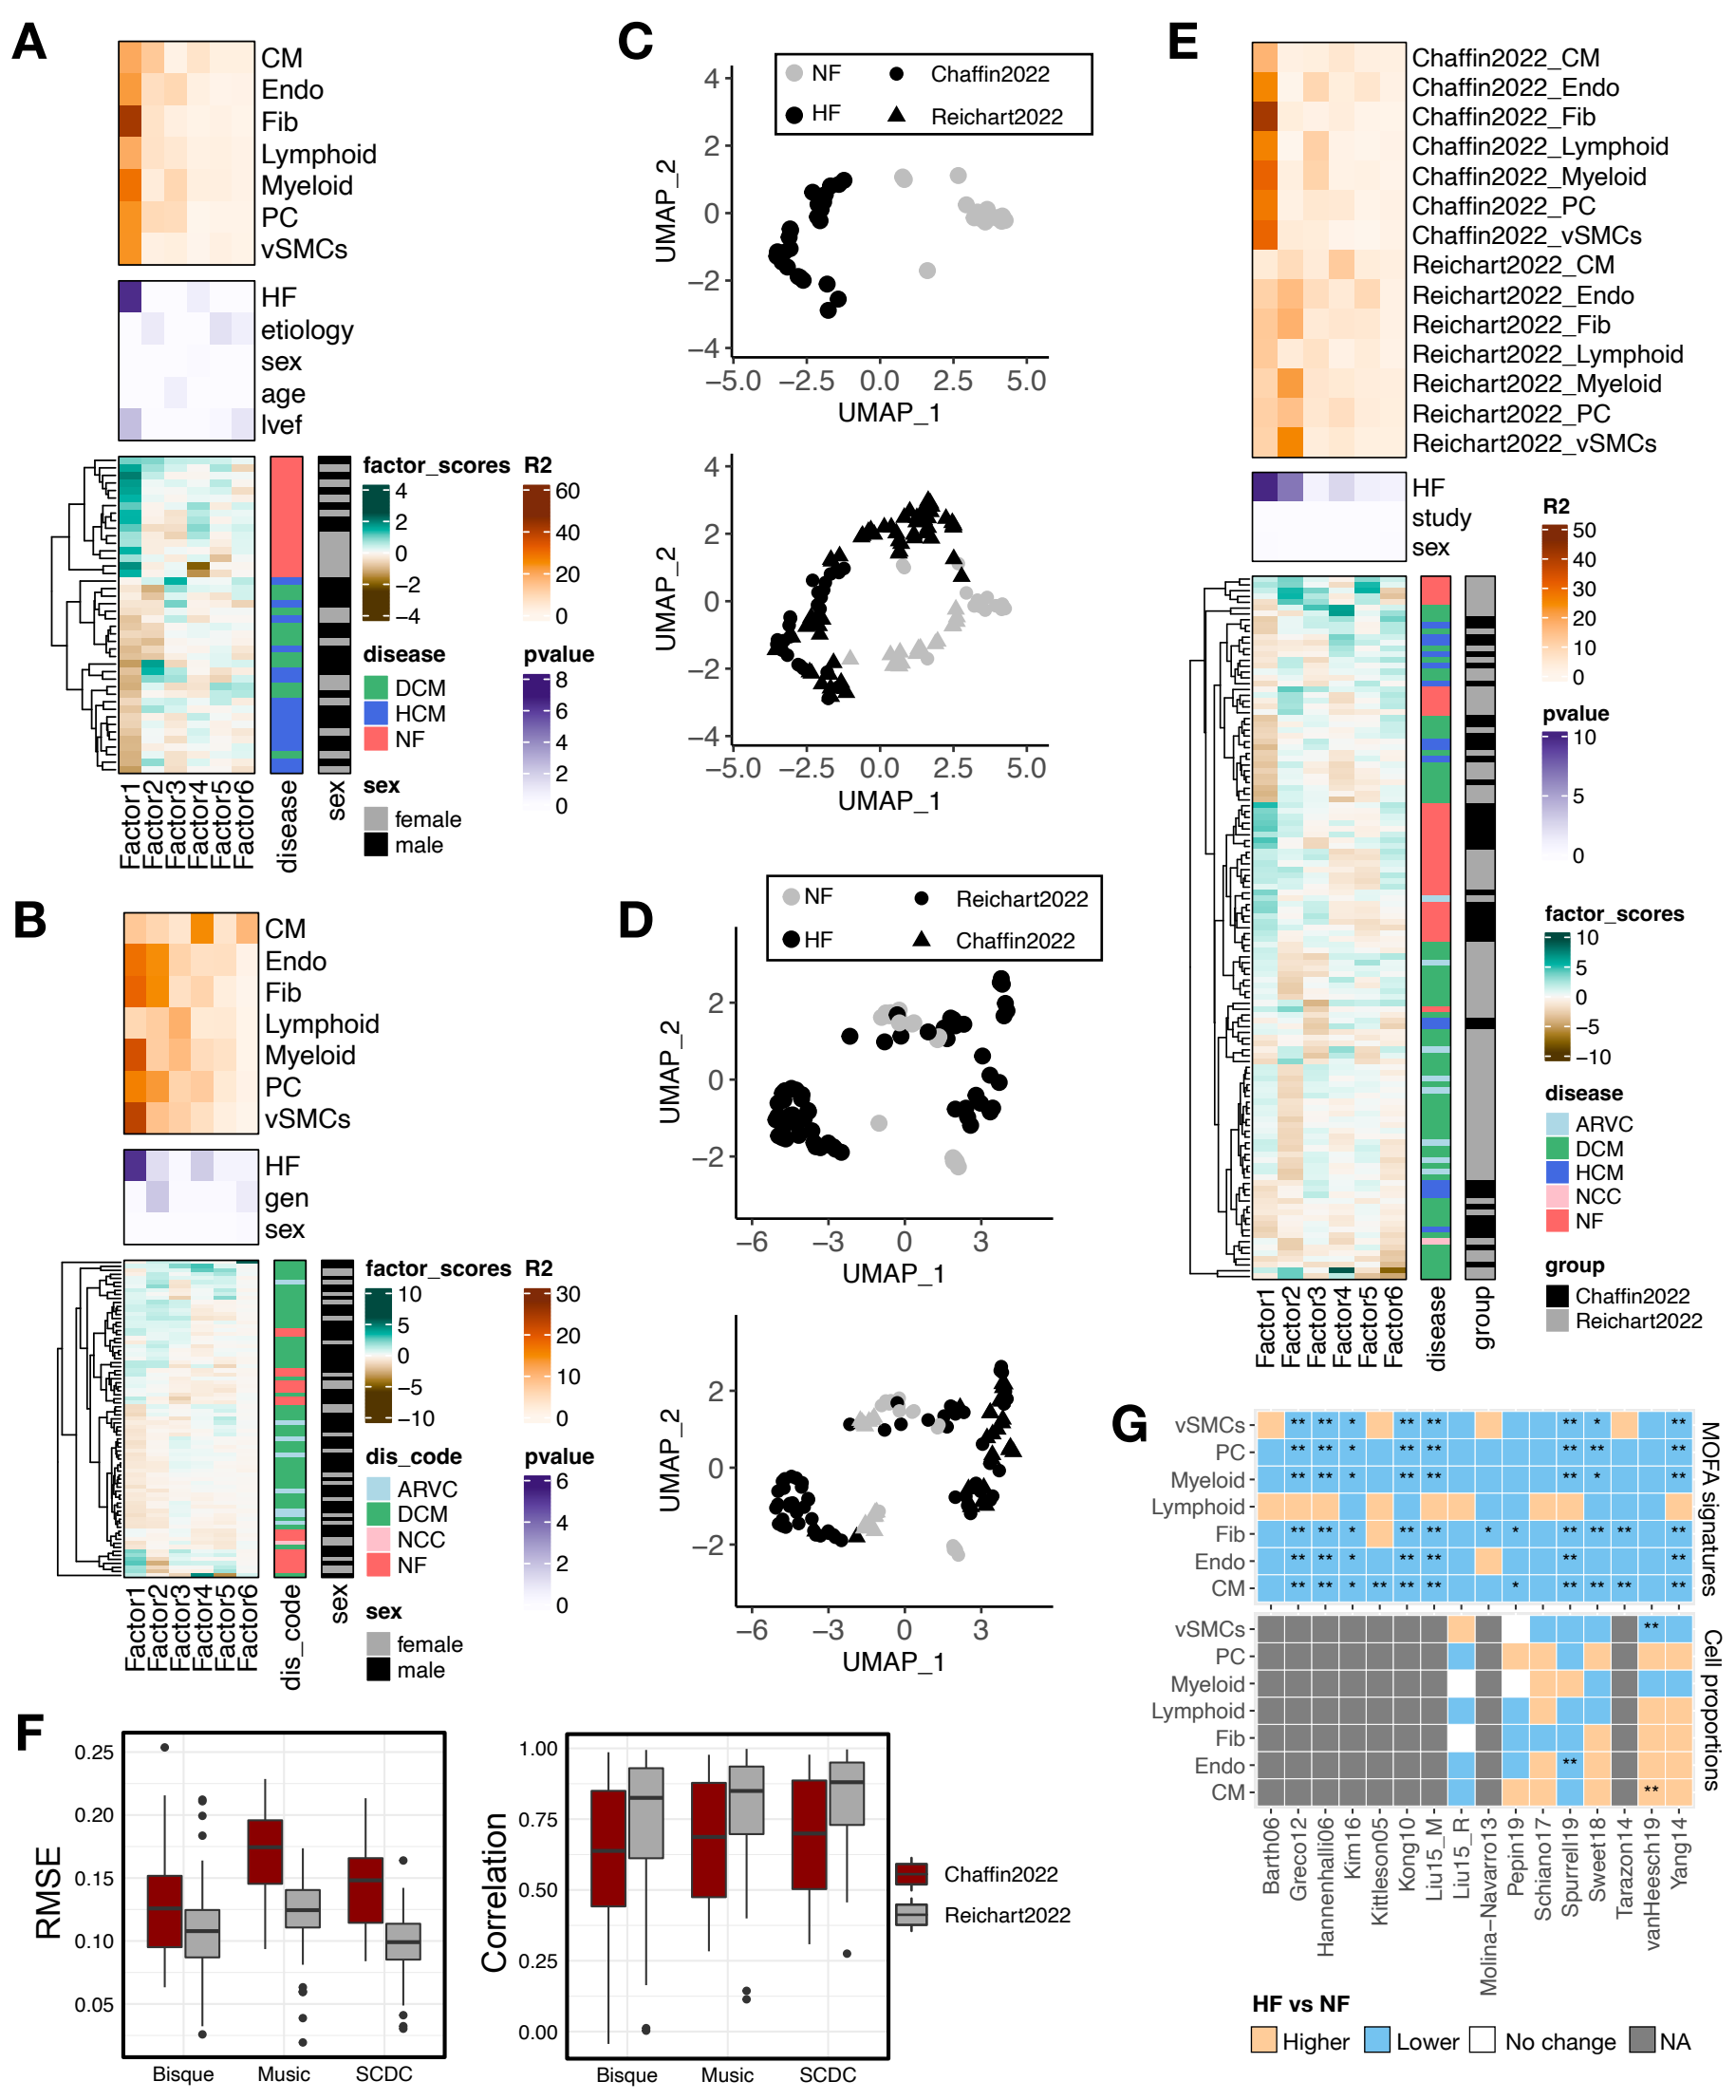 A
CM
Endo
Fib
Lymphoid
Myeloid
PC
vSMCs
HF
etiology
sex
age
lvef
factor_scores
4
2
0
−2
−4
R2
60
40
20
0
disease
DCM
HCM
NF
pvalue
8
6
4
2
0
sex
female
male
Factor1
Factor2
Factor3
Factor4
Factor5
Factor6
disease
sex
B
CM
Endo
Fib
Lymphoid
Myeloid
PC
vSMCs
HF
gen
sex
factor_scores
10
5
0
−5
−10
R2
30
20
10
0
dis_code
ARVC
DCM
NCC
NF
pvalue
6
4
2
0
sex
female
male
Factor1
Factor2
Factor3
Factor4
Factor5
Factor6
dis_code
sex
C
NF
HF
Chaffin2022
Reichart2022
UMAP_2
4
2
0
−2
−4
−5.0 −2.5 0.0 2.5 5.0
UMAP_1
UMAP_2
4
2
0
−2
−4
−5.0 −2.5 0.0 2.5 5.0
UMAP_1
D
NF
HF
Reichart2022
Chaffin2022
UMAP_2
2
0
−2
−6 −3 0 3
UMAP_1
UMAP_2
2
0
−2
−6 −3 0 3
UMAP_1
E
Chaffin2022_CM
Chaffin2022_Endo
Chaffin2022_Fib
Chaffin2022_Lymphoid
Chaffin2022_Myeloid
Chaffin2022_PC
Chaffin2022_vSMCs
Reichart2022_CM
Reichart2022_Endo
Reichart2022_Fib
Reichart2022_Lymphoid
Reichart2022_Myeloid
Reichart2022_PC
Reichart2022_vSMCs
HF
study
sex
R2
50
40
30
20
10
0
pvalue
10
5
0
factor_scores
10
5
0
−5
−10
disease
ARVC
DCM
HCM
NCC
NF
group
Chaffin2022
Reichart2022
Factor1
Factor2
Factor3
Factor4
Factor5
Factor6
disease
group
F
RMSE
0.25
0.20
0.15
0.10
0.05
Bisque Music SCDC
Correlation
1.00
0.75
0.50
0.25
0.00
Bisque Music SCDC
Chaffin2022
Reichart2022
G
vSMCs ** ** * ** ** ** * **
PC ** ** * ** ** ** ** **
Myeloid ** ** * ** ** ** * **
Lymphoid
Fib ** ** * ** ** * * ** ** ** **
Endo ** ** * ** ** ** **
CM ** ** * ** ** ** * ** ** ** **
MOFA signatures
vSMCs **
PC
Myeloid
Lymphoid
Fib
Endo **
CM **
Cell proportions
Barth06
Greco12
Hannenhalli06
Kim16
Kittleson05
Kong10
Liu15_M
Liu15_R
Molina−Navarro13
Pepin19
Schiano17
Spurrell19
Sweet18
Tarazon14
vanHeesch19
Yang14
HF vs NF
Higher Lower No change NA